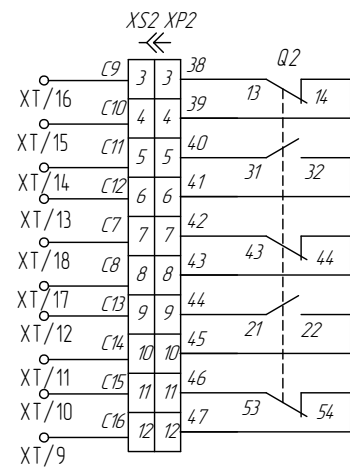 XS2 XP2
Q2
C9 3 3 38
XT/16 13 14
C10 4 4 39
XT/15
C11 5 5 40
XT/14 31 32
C12 6 6 41
XT/13
C7 7 7 42
XT/18 43 44
C8 8 8 43
XT/17
C13 9 9 44
XT/12 21 22
C14 10 10 45
XT/11
C15 11 11 46
XT/10 53 54
C16 12 12 47
XT/9